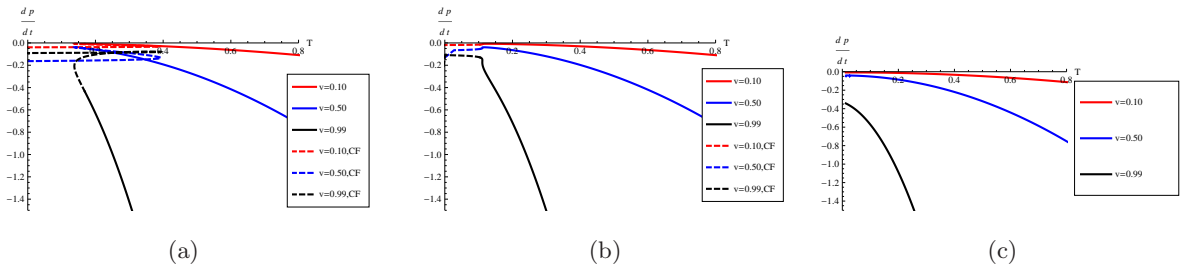 dp
dt
T
0.0
0.2
0.4
0.6
0.8
-0.2
-0.4
-0.6
-0.8
-1.0
-1.2
-1.4
v=0.10
v=0.50
v=0.99
v=0.10,CF
v=0.50,CF
v=0.99,CF
(a)
dp
dt
T
0.0
0.2
0.4
0.6
0.8
-0.2
-0.4
-0.6
-0.8
-1.0
-1.2
-1.4
v=0.10
v=0.50
v=0.99
v=0.10,CF
v=0.50,CF
v=0.99,CF
(b)
dp
dt
T
0.0
0.2
0.4
0.6
0.8
-0.2
-0.4
-0.6
-0.8
-1.0
-1.2
-1.4
v=0.10
v=0.50
v=0.99
(c)